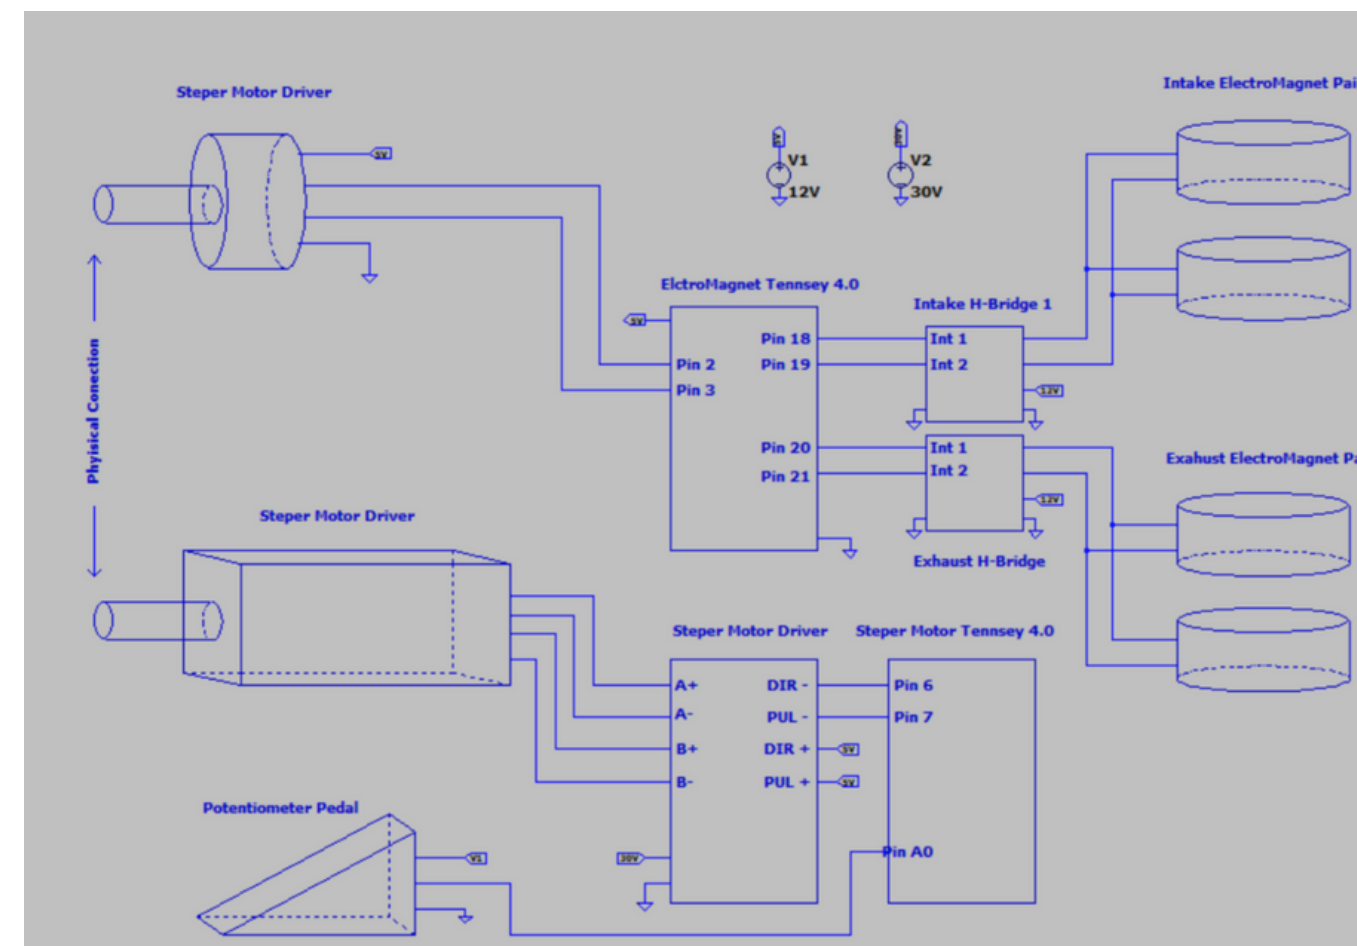 Steper Motor Driver
Intake ElectroMagnet Pai
5V
V1
12V
V2
30V
ElctroMagnet Tennsey 4.0
Intake H-Bridge 1
5V
Pin 18
Int 1
Pin 2
Pin 19
Int 2
Pin 3
12V
Phyisical Conection
Pin 20
Int 1
Pin 21
Int 2
12V
Exahust ElectroMagnet Pa
Steper Motor Driver
Exhaust H-Bridge
Steper Motor Driver
Steper Motor Tennsey 4.0
A+
DIR -
Pin 6
A-
PUL -
Pin 7
B+
DIR +
5V
B-
PUL +
5V
Potentiometer Pedal
V1
30V
Pin A0